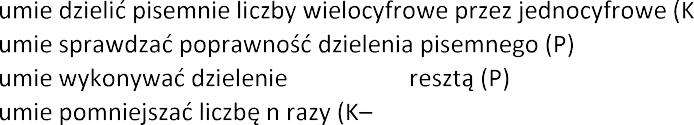 umie dzielić pisemnie liczby wielocyfrowe przez jednocyfrowe (K
umie sprawdzać poprawność dzielenia pisemnego (P)
umie wykonywać dzielenie resztą (P)
umie pomniejszać liczbę n razy (K–